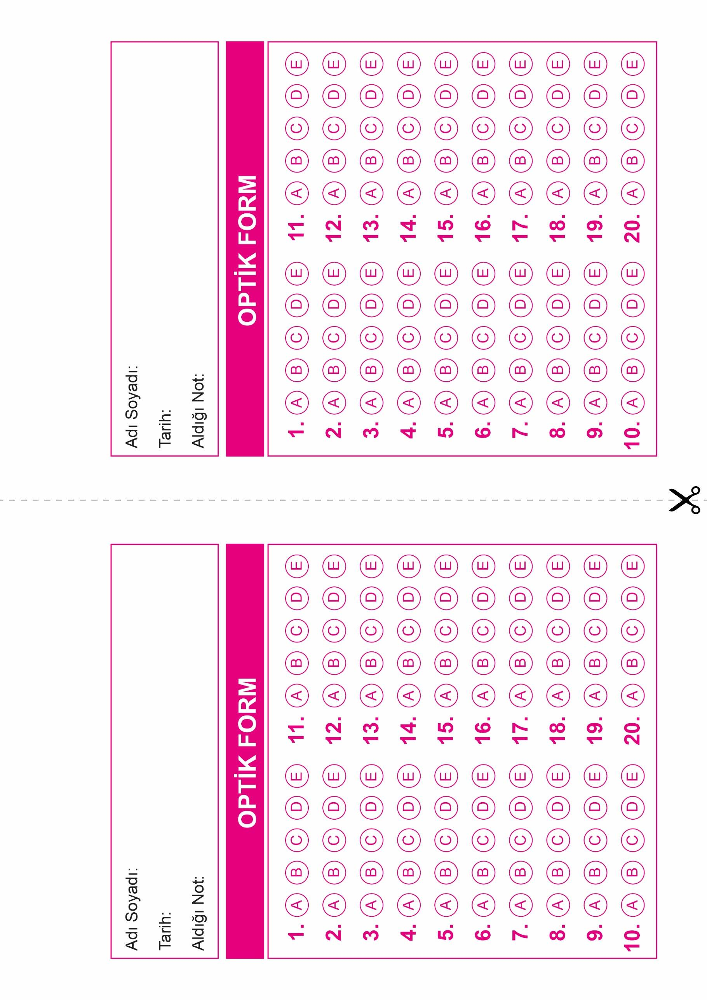 Adı Soyadı:
Tarih:
Aldığı Not:
OPTİK FORM
1. A B C D E 11. A B C D E
2. A B C D E 12. A B C D E
3. A B C D E 13. A B C D E
4. A B C D E 14. A B C D E
5. A B C D E 15. A B C D E
6. A B C D E 16. A B C D E
7. A B C D E 17. A B C D E
8. A B C D E 18. A B C D E
9. A B C D E 19. A B C D E
10. A B C D E 20. A B C D E
Adı Soyadı:
Tarih:
Aldığı Not:
OPTİK FORM
1. A B C D E 11. A B C D E
2. A B C D E 12. A B C D E
3. A B C D E 13. A B C D E
4. A B C D E 14. A B C D E
5. A B C D E 15. A B C D E
6. A B C D E 16. A B C D E
7. A B C D E 17. A B C D E
8. A B C D E 18. A B C D E
9. A B C D E 19. A B C D E
10. A B C D E 20. A B C D E